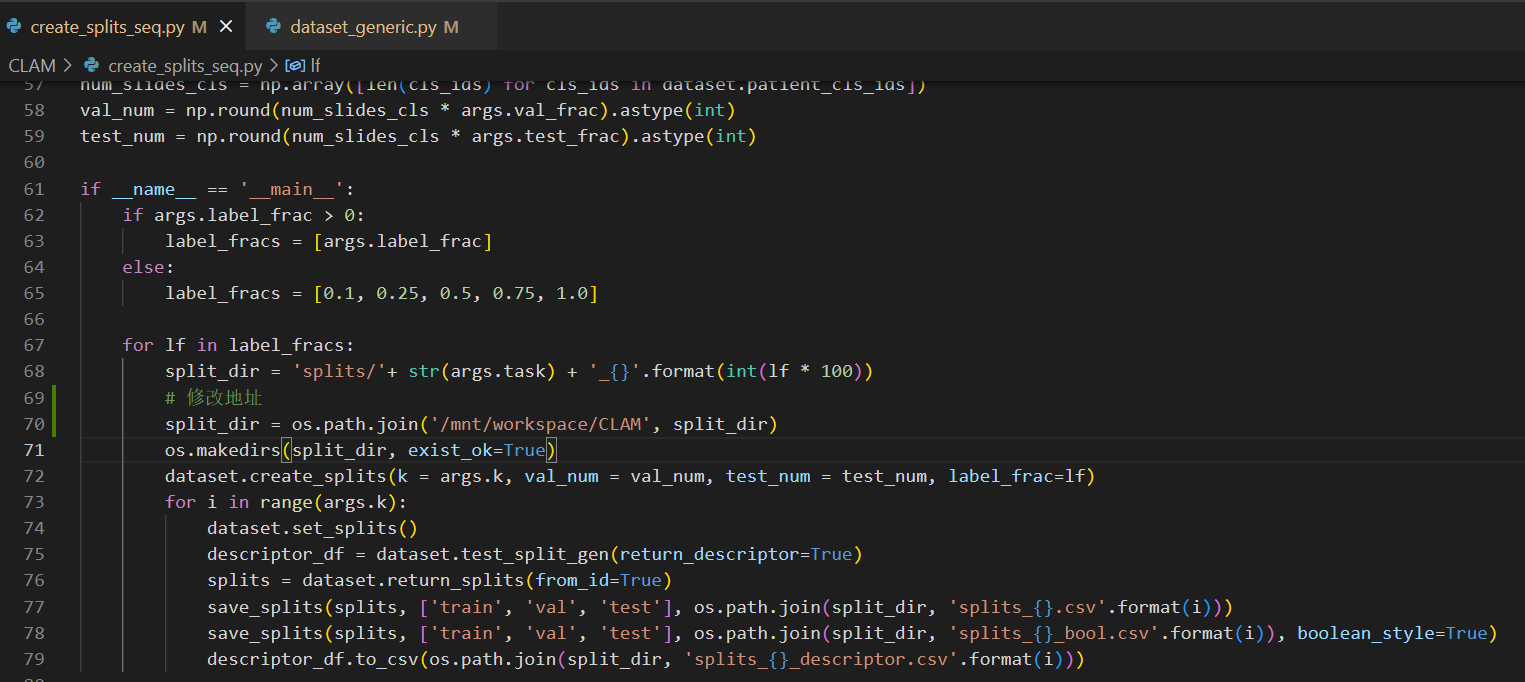 create_splits_seq.py M ×
dataset_generic.py M
CLAM > create_splits_seq.py > lf
57 num_slides_cls = np.array([len(cls_ids) for cls_ids in dataset.patient_cls_ids])
58 val_num = np.round(num_slides_cls * args.val_frac).astype(int)
59 test_num = np.round(num_slides_cls * args.test_frac).astype(int)
60
61 if __name__ == '__main__':
62     if args.label_frac > 0:
63         label_fracs = [args.label_frac]
64     else:
65         label_fracs = [0.1, 0.25, 0.5, 0.75, 1.0]
66
67     for lf in label_fracs:
68         split_dir = 'splits/'+ str(args.task) + '_{}'.format(int(lf * 100))
69         # 修改地址
70         split_dir = os.path.join('/mnt/workspace/CLAM', split_dir)
71         os.makedirs(split_dir, exist_ok=True)
72         dataset.create_splits(k = args.k, val_num = val_num, test_num = test_num, label_frac=lf)
73         for i in range(args.k):
74             dataset.set_splits()
75             descriptor_df = dataset.test_split_gen(return_descriptor=True)
76             splits = dataset.return_splits(from_id=True)
77             save_splits(splits, ['train', 'val', 'test'], os.path.join(split_dir, 'splits_{}.csv'.format(i)))
78             save_splits(splits, ['train', 'val', 'test'], os.path.join(split_dir, 'splits_{}_bool.csv'.format(i)), boolean_style=True)
79             descriptor_df.to_csv(os.path.join(split_dir, 'splits_{}_descriptor.csv'.format(i)))